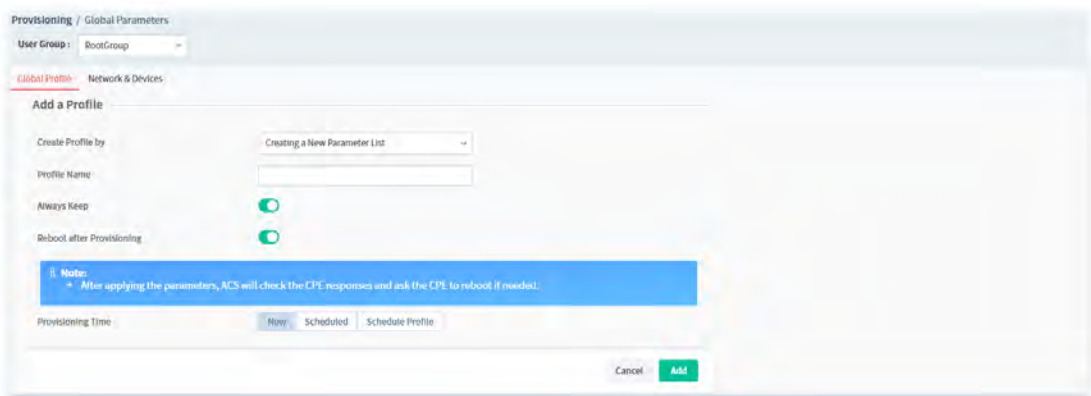 Provisioning / Global Parameters
User Group : RootGroup
Global Profile Network & Devices
Add a Profile
Create Profile by Creating a New Parameter List
Profile Name
Always Keep
Reboot after Provisioning
Note:
After applying the parameters, ACS will check the CPE responses and ask the CPE to reboot if needed.
Provisioning Time Now Scheduled Schedule Profile
Cancel Add